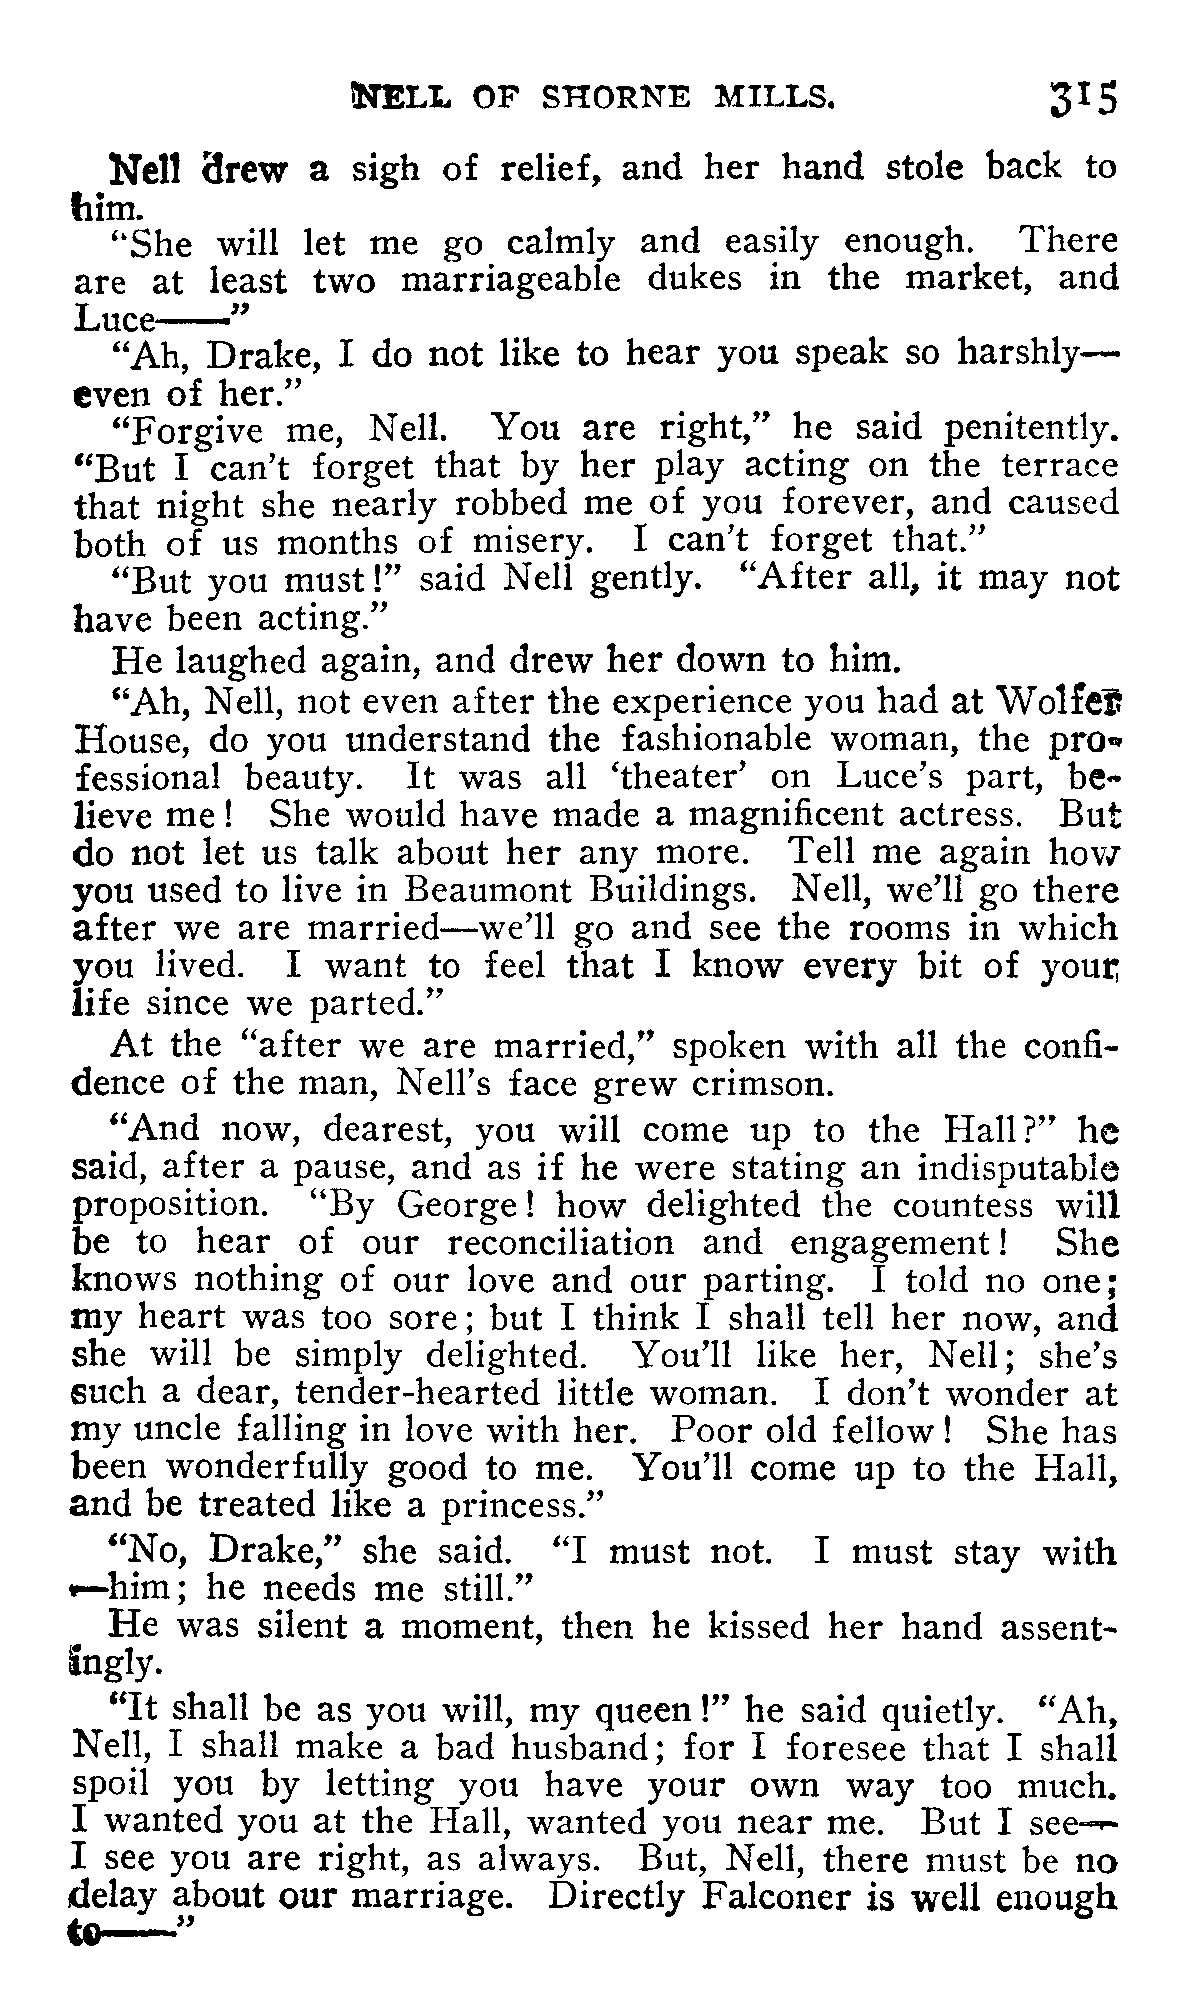 NELL OF SHORNE MILLS. 315
Nell drew a sigh of relief, and her hand stole back to
him.
“She will let me go calmly and easily enough. There
are at least two marriageable dukes in the market, and
Luce——”
“Ah, Drake, I do not like to hear you speak so harshly—
even of her.”
“Forgive me, Nell. You are right,” he said penitently.
“But I can’t forget that by her play acting on the terrace
that night she nearly robbed me of you forever, and caused
both of us months of misery. I can’t forget that.”
“But you must!” said Nell gently. “After all, it may not
have been acting.”
He laughed again, and drew her down to him.
“Ah, Nell, not even after the experience you had at Wolfer
House, do you understand the fashionable woman, the pro-
fessional beauty. It was all ‘theater’ on Luce’s part, be-
lieve me! She would have made a magnificent actress. But
do not let us talk about her any more. Tell me again how
you used to live in Beaumont Buildings. Nell, we’ll go there
after we are married—we’ll go and see the rooms in which
you lived. I want to feel that I know every bit of your
life since we parted.”
At the “after we are married,” spoken with all the confi-
dence of the man, Nell’s face grew crimson.
“And now, dearest, you will come up to the Hall?” he
said, after a pause, and as if he were stating an indisputable
proposition. “By George! how delighted the countess will
be to hear of our reconciliation and engagement! She
knows nothing of our love and our parting. I told no one;
my heart was too sore; but I think I shall tell her now, and
she will be simply delighted. You’ll like her, Nell; she’s
such a dear, tender-hearted little woman. I don’t wonder at
my uncle falling in love with her. Poor old fellow! She has
been wonderfully good to me. You’ll come up to the Hall,
and be treated like a princess.”
“No, Drake,” she said. “I must not. I must stay with
—him; he needs me still.”
He was silent a moment, then he kissed her hand assent-
ingly.
“It shall be as you will, my queen!” he said quietly. “Ah,
Nell, I shall make a bad husband; for I foresee that I shall
spoil you by letting you have your own way too much.
I wanted you at the Hall, wanted you near me. But I see—
I see you are right, as always. But, Nell, there must be no
delay about our marriage. Directly Falconer is well enough
to——”